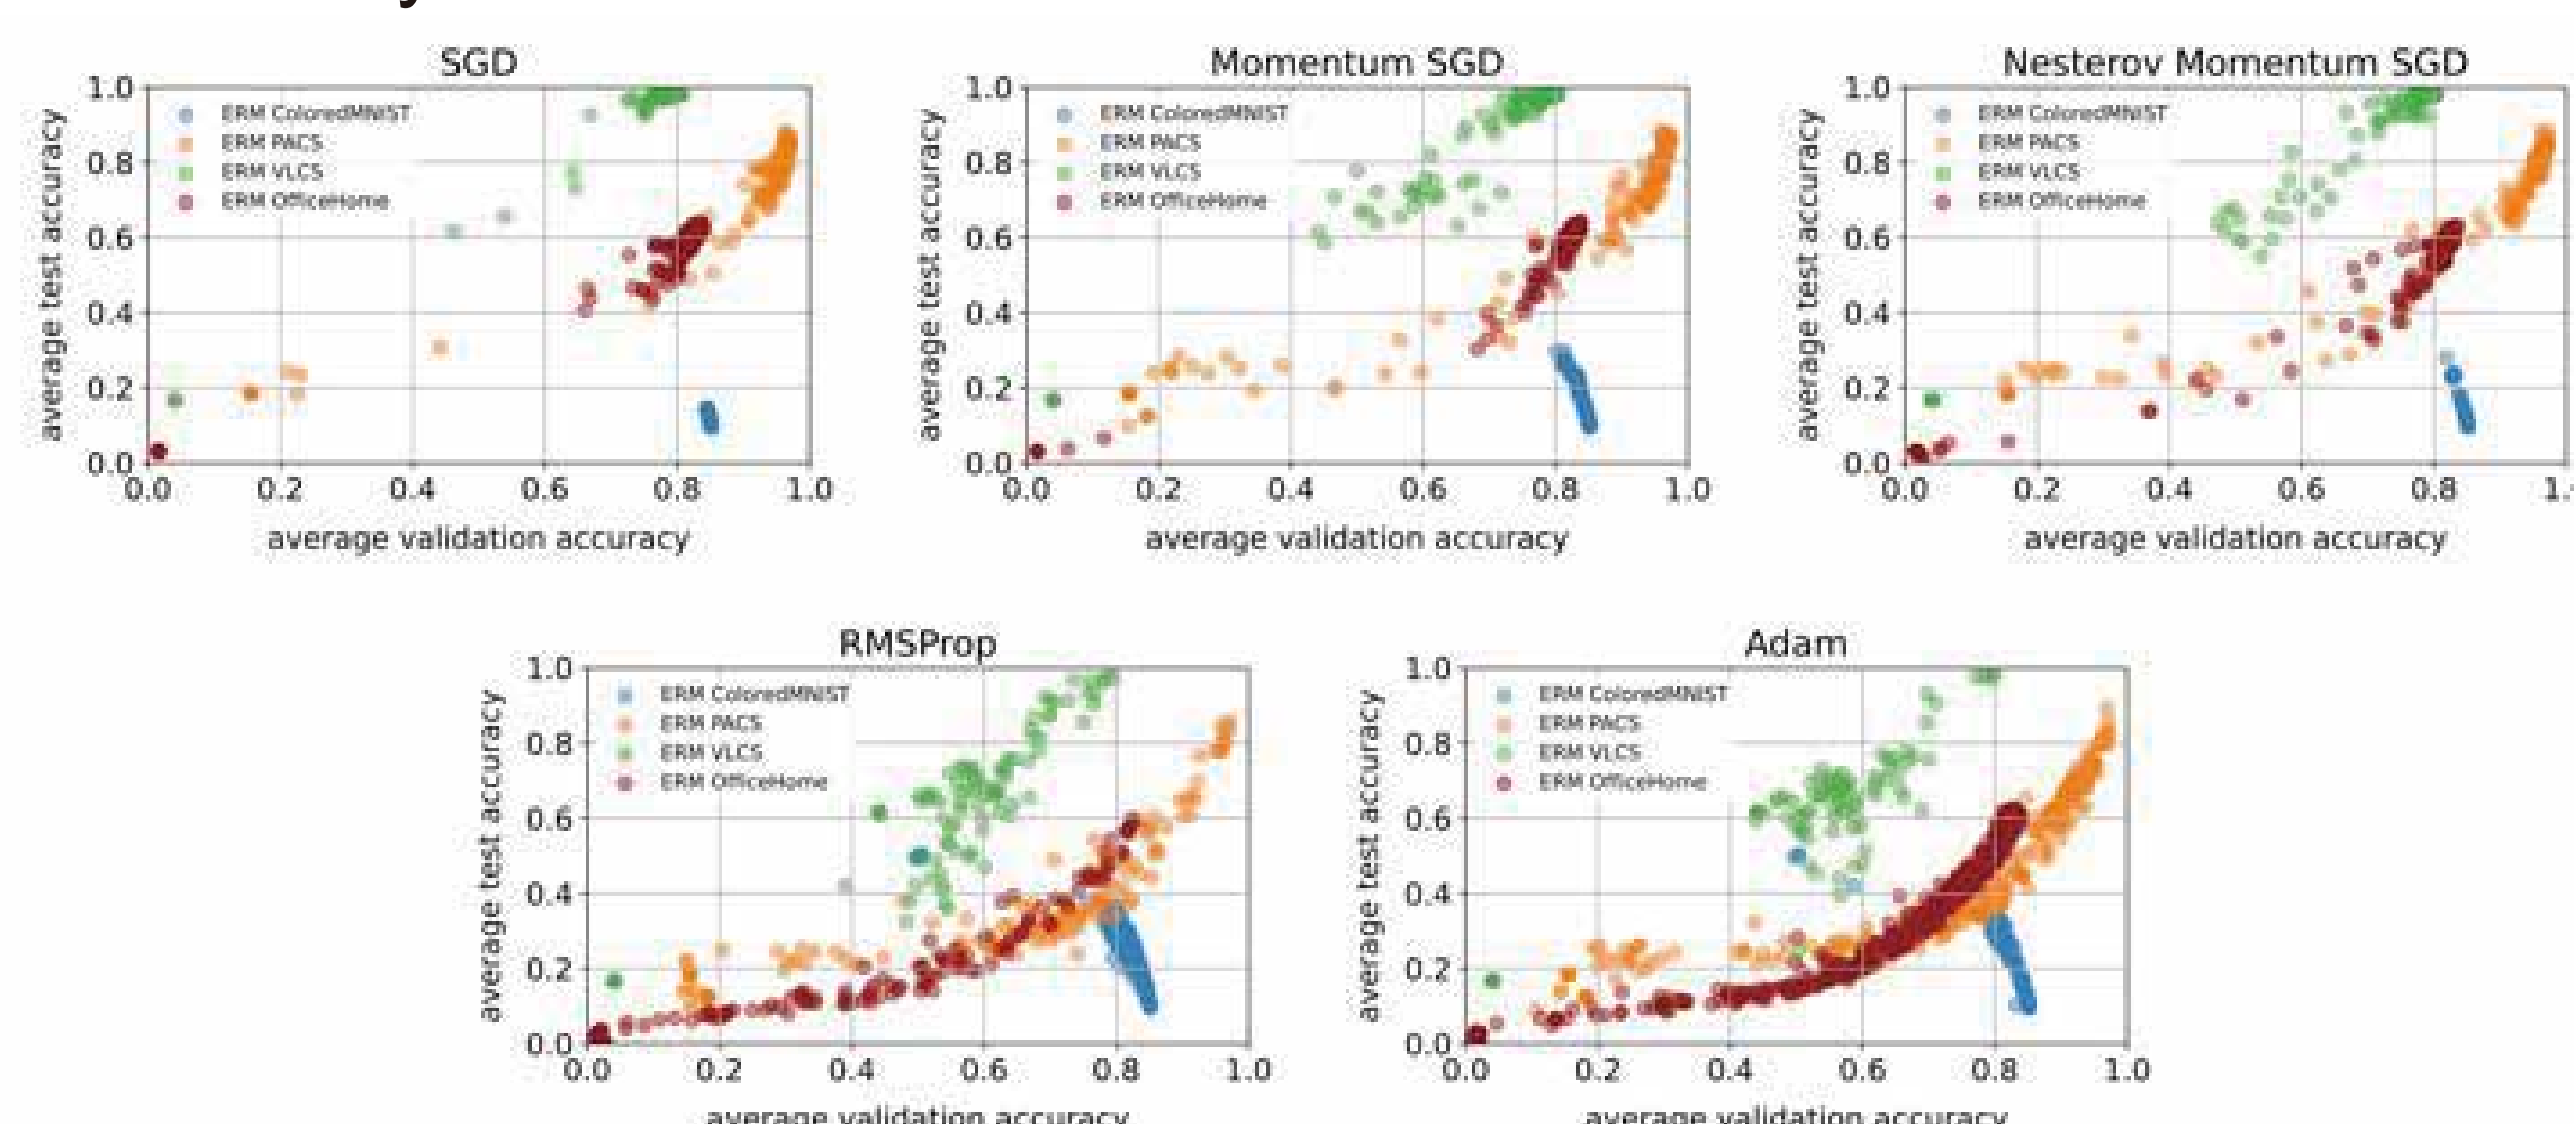 SGD
1.0
0.8
0.6
0.4
0.2
0.0
average test accuracy
ERM ColoredMNIST
ERM PACS
ERM VLCS
ERM OfficeHome
0.0 0.2 0.4 0.6 0.8 1.0
average validation accuracy
Momentum SGD
1.0
0.8
0.6
0.4
0.2
0.0
average test accuracy
ERM ColoredMNIST
ERM PACS
ERM VLCS
ERM OfficeHome
0.0 0.2 0.4 0.6 0.8 1.0
average validation accuracy
Nesterov Momentum SGD
1.0
0.8
0.6
0.4
0.2
0.0
average test accuracy
ERM ColoredMNIST
ERM PACS
ERM VLCS
ERM OfficeHome
0.0 0.2 0.4 0.6 0.8 1.
average validation accuracy
RMSProp
1.0
0.8
0.6
0.4
0.2
0.0
average test accuracy
ERM ColoredMNIST
ERM PACS
ERM VLCS
ERM OfficeHome
0.0 0.2 0.4 0.6 0.8 1.0
average validation accuracy
Adam
1.0
0.8
0.6
0.4
0.2
0.0
average test accuracy
ERM ColoredMNIST
ERM PACS
ERM VLCS
ERM OfficeHome
0.0 0.2 0.4 0.6 0.8 1.0
average validation accuracy